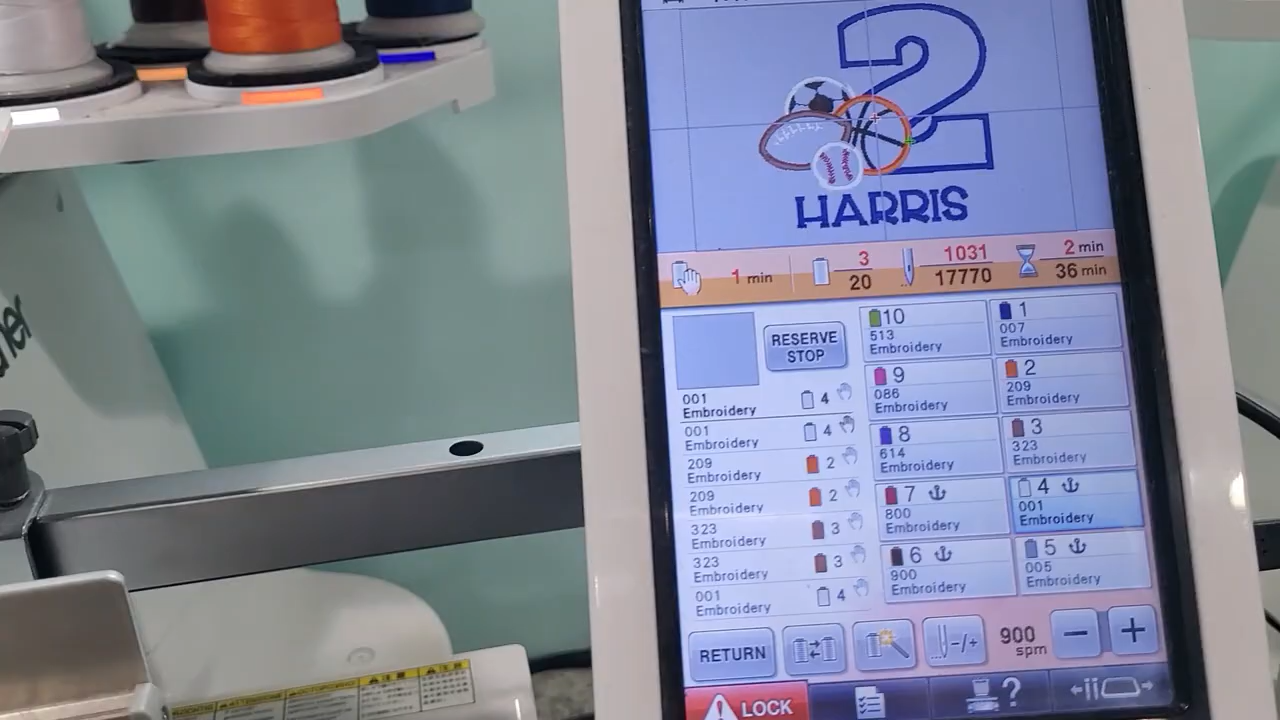 2
HARRIS
1 min
3
20
1031
17770
2 min
36 min
RESERVE
STOP
001
Embroidery 4
001
Embroidery 4
209
Embroidery 2
209
Embroidery 2
323
Embroidery 3
323
Embroidery 3
001
Embroidery 4
10
513
Embroidery
1
007
Embroidery
9
086
Embroidery
2
209
Embroidery
8
614
Embroidery
3
323
Embroidery
7
800
Embroidery
4
001
Embroidery
6
900
Embroidery
5
005
Embroidery
RETURN
-/+
900
spm
− +
LOCK
?